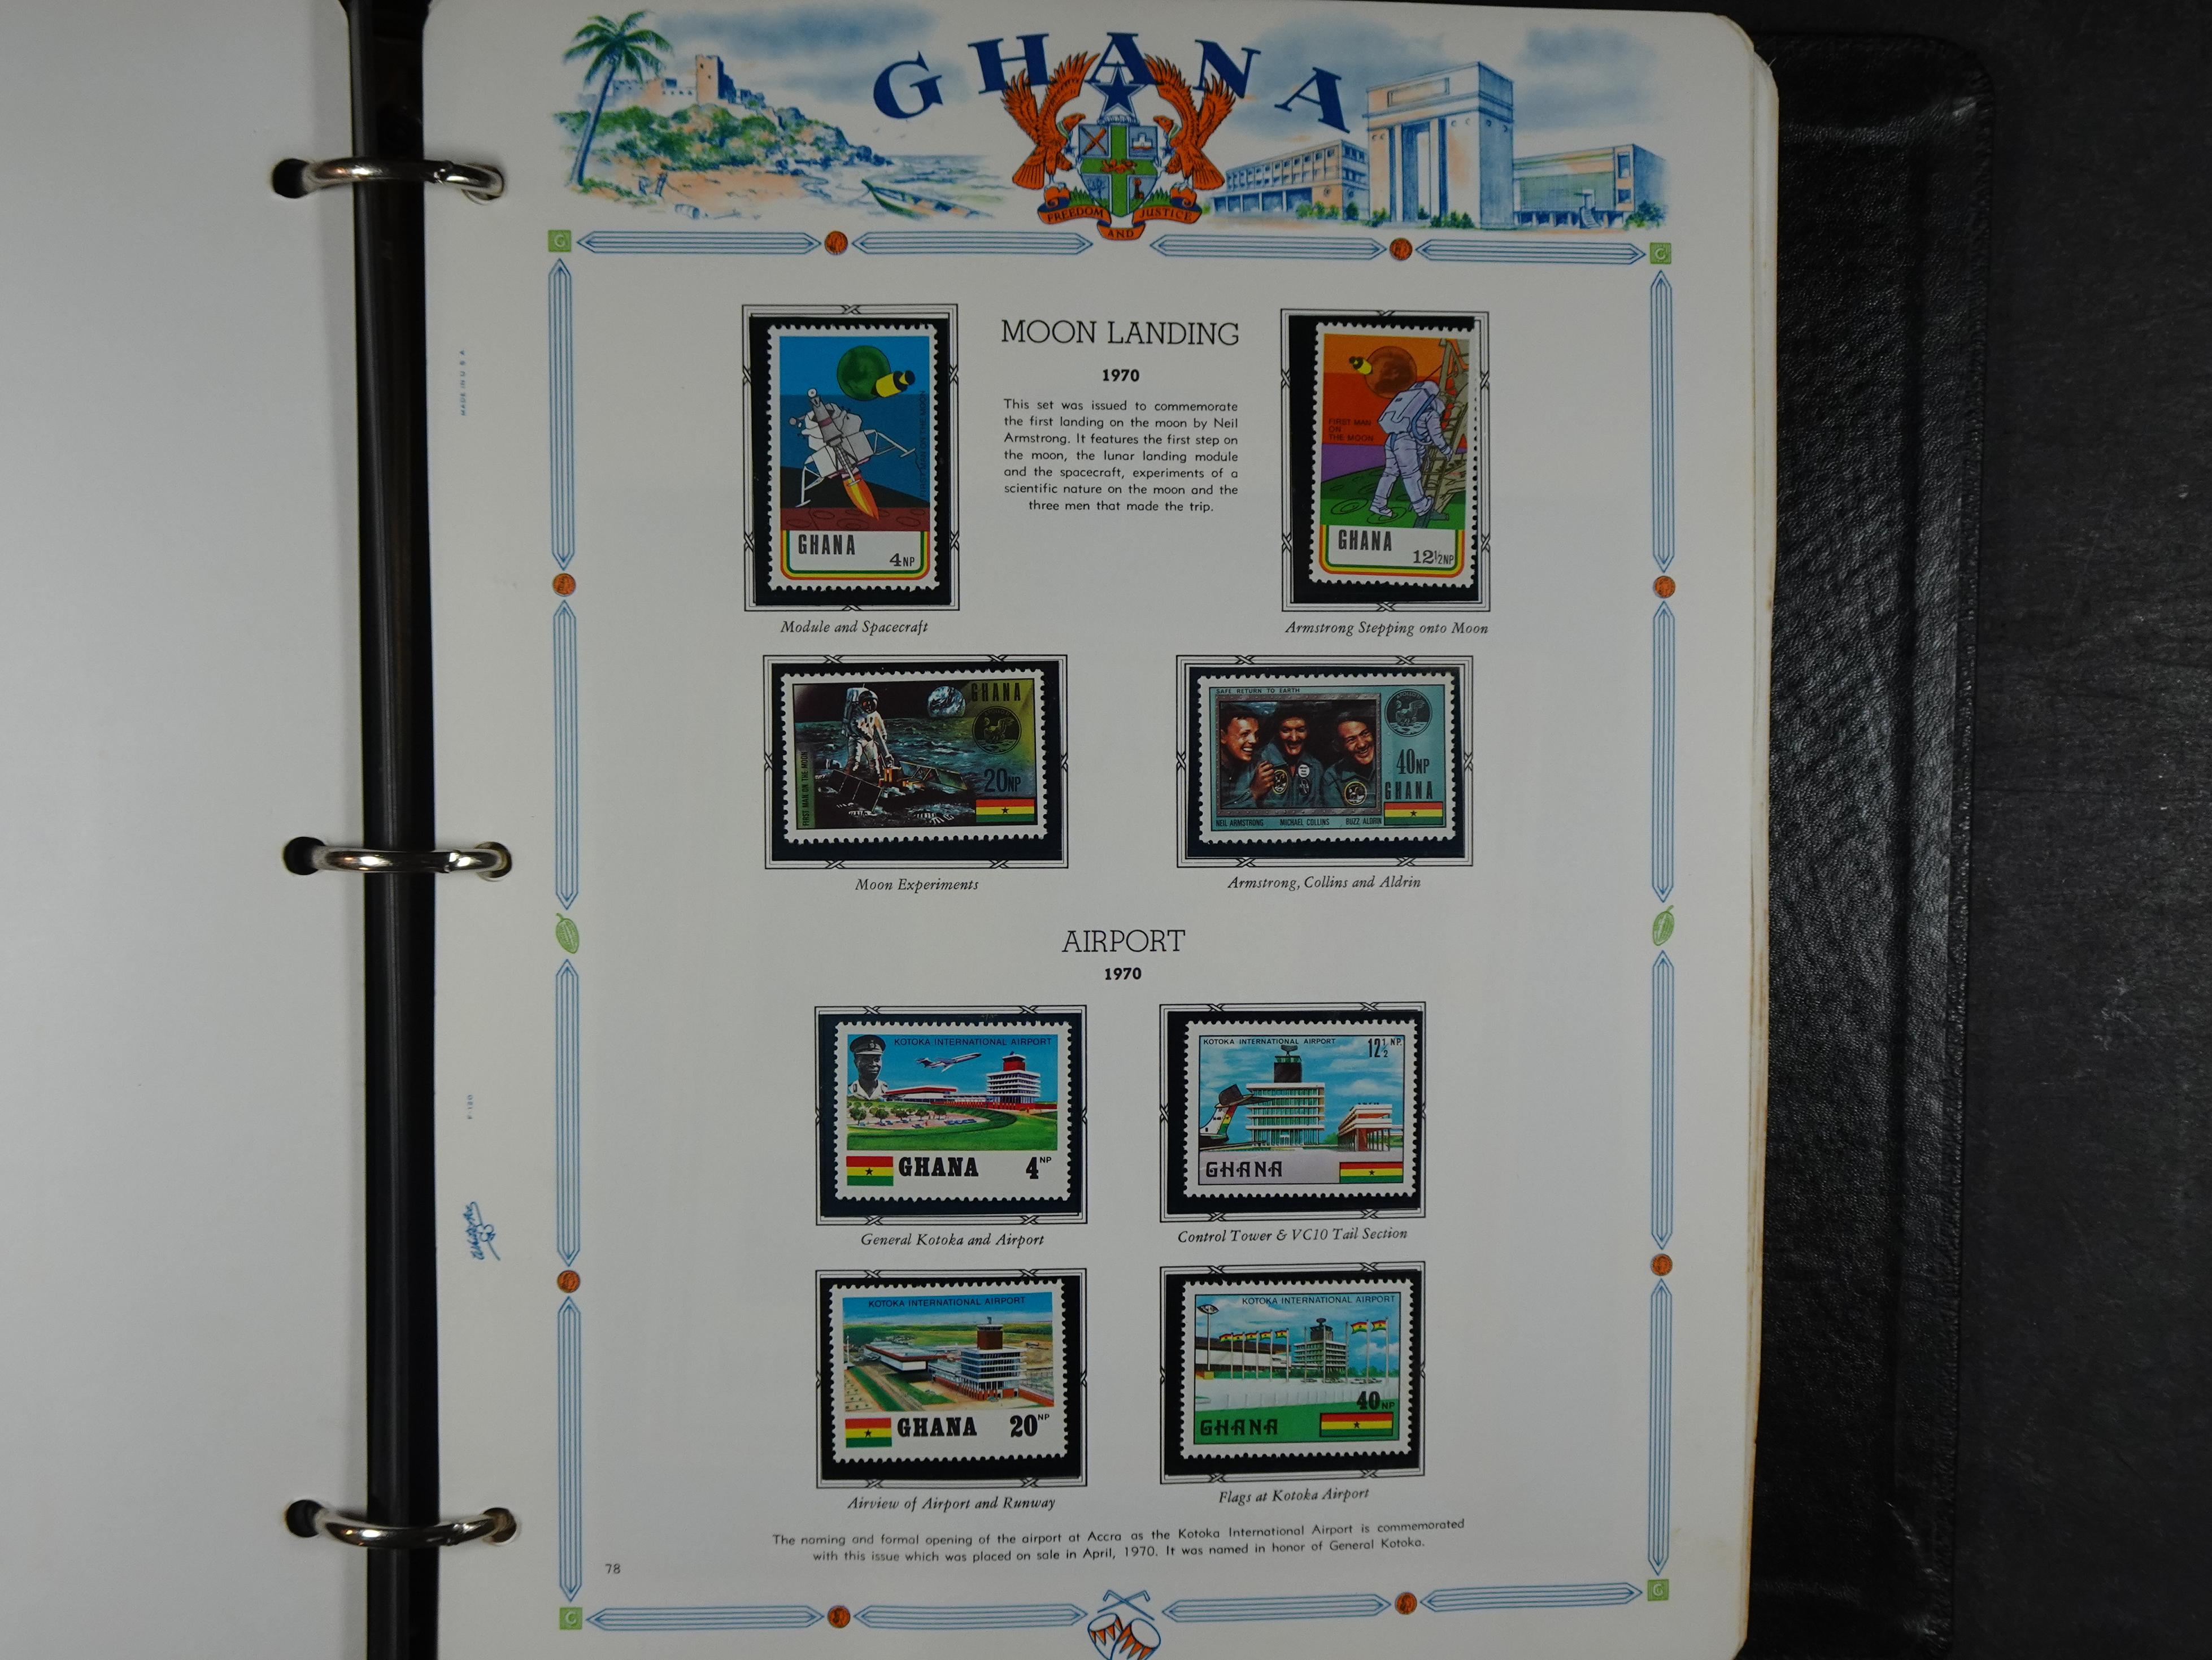 GHANA
FREEDOM AND JUSTICE
MOON LANDING
1970
This set was issued to commemorate
the first landing on the moon by Neil
Armstrong. It features the first step on
the moon, the lunar landing module
and the spacecraft, experiments of a
scientific nature on the moon and the
three men that made the trip.
FIRST MAN ON THE MOON
GHANA
4NP
Module and Spacecraft
FIRST MAN
ON
THE MOON
GHANA
12½NP
Armstrong Stepping onto Moon
GHANA
FIRST MAN ON THE MOON
20NP
Moon Experiments
SAFE RETURN TO EARTH
40NP
GHANA
NEIL ARMSTRONG MICHAEL COLLINS BUZZ ALDRIN
Armstrong, Collins and Aldrin
AIRPORT
1970
KOTOKA INTERNATIONAL AIRPORT
GHANA 4NP
General Kotoka and Airport
KOTOKA INTERNATIONAL AIRPORT 12½ NP.
GHANA
Control Tower & VC10 Tail Section
KOTOKA INTERNATIONAL AIRPORT
GHANA 20NP
Airview of Airport and Runway
KOTOKA INTERNATIONAL AIRPORT
40NP
GHANA
Flags at Kotoka Airport
The naming and formal opening of the airport at Accra as the Kotoka International Airport is commemorated
with this issue which was placed on sale in April, 1970. It was named in honor of General Kotoka.
78
MADE IN U S A
G
G
G
G